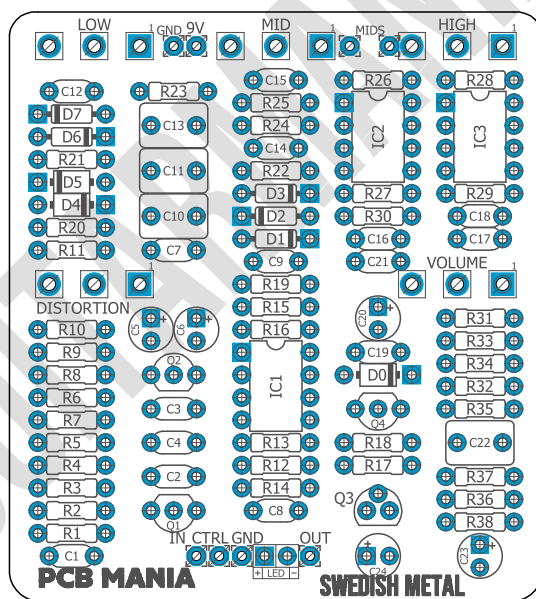 LOW
1
GND 9V
MID
1
MIDS
HIGH
1
C12
R23
C15
R26
R28
D7
C13
R25
IC2
IC3
D6
R24
R21
C14
D5
C11
R22
D4
D3
R27
R29
C10
D2
R30
C18
R20
D1
C16
C17
R11
C7
C9
C21
1
R19
VOLUME
1
DISTORTION
C5 +
C6 +
R15
C20 +
R31
R10
R16
R33
R9
Q2
C19
R34
R8
IC1
D0
R32
R6
C3
R35
R7
Q4
R5
C4
R13
R18
C22
R4
R12
R17
R3
C2
R14
R37
R2
Q3
R36
R1
Q1
C8
R38
C1
IN CTRL GND
OUT
C23 +
+ LED −
C24 +
PCB MANIA
SWEDISH METAL
GUITARMANIA